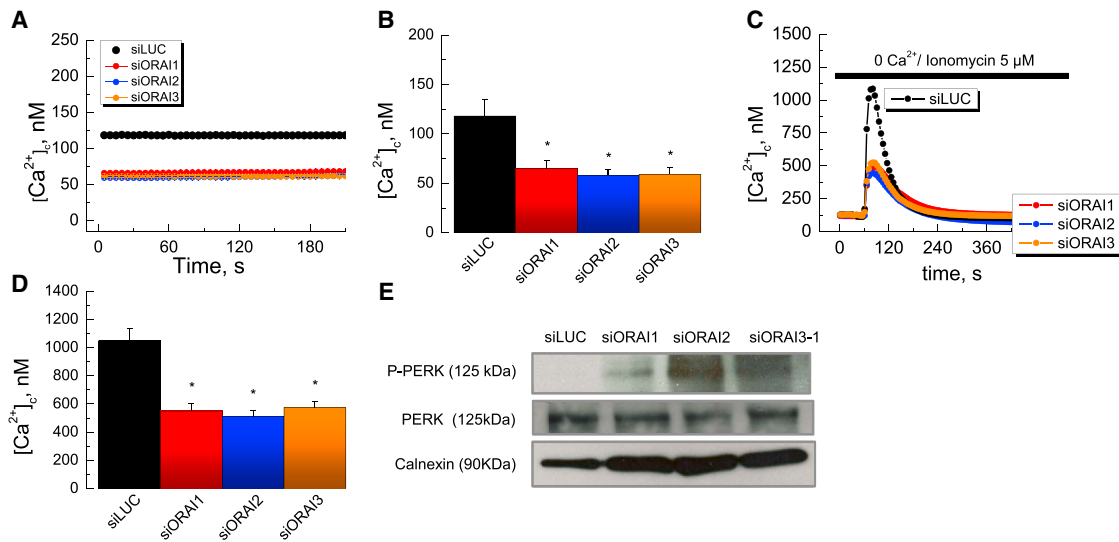 A
250
200
150
100
50
0
[Ca²⁺]c, nM
siLUC
siORAI1
siORAI2
siORAI3
0 60 120 180
Time, s
B
200
150
100
50
0
[Ca²⁺]c, nM
* * *
siLUC siORAI1 siORAI2 siORAI3
C
0 Ca²⁺/ Ionomycin 5 µM
1250
1000
750
500
250
0
[Ca²⁺]c, nM
siLUC
siORAI1
siORAI2
siORAI3
0 120 240 360
time, s
D
1400
1200
1000
800
600
400
200
0
[Ca²⁺]c, nM
* * *
siLUC siORAI1 siORAI2 siORAI3
E
siLUC siORAI1 siORAI2 siORAI3-1
P-PERK (125 kDa)
PERK (125kDa)
Calnexin (90KDa)